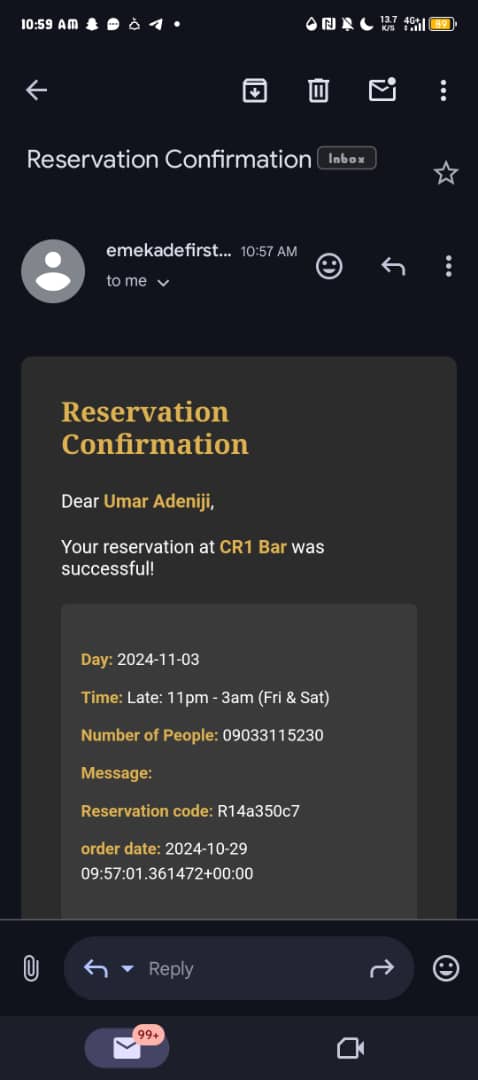 10:59 AM
13.7 K/S 4G+ 89
Reservation Confirmation Inbox
emekadefirst... 10:57 AM
to me
Reservation
Confirmation
Dear Umar Adeniji,
Your reservation at CR1 Bar was
successful!
Day: 2024-11-03
Time: Late: 11pm - 3am (Fri & Sat)
Number of People: 09033115230
Message:
Reservation code: R14a350c7
order date: 2024-10-29
09:57:01.361472+00:00
Reply
99+